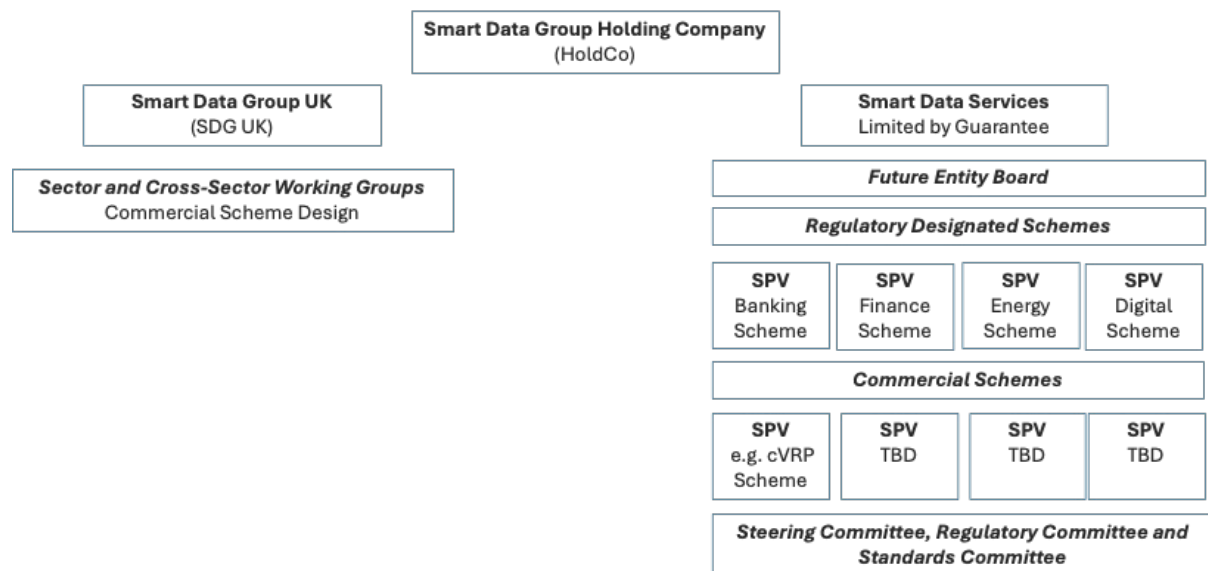 Smart Data Group Holding Company
(HoldCo)
Smart Data Group UK
(SDG UK)
Smart Data Services
Limited by Guarantee
Sector and Cross-Sector Working Groups
Commercial Scheme Design
Future Entity Board
Regulatory Designated Schemes
SPV
Banking
Scheme
SPV
Finance
Scheme
SPV
Energy
Scheme
SPV
Digital
Scheme
Commercial Schemes
SPV
e.g. cVRP
Scheme
SPV
TBD
SPV
TBD
SPV
TBD
Steering Committee, Regulatory Committee and
Standards Committee